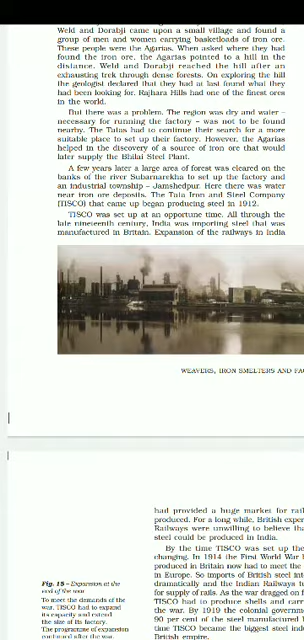 Weld and Dorabji came upon a small village and found a
group of men and women carrying basketloads of iron ore.
These people were the Agarias. When asked where they had
found the iron ore, the Agarias pointed to a hill in the
distance. Weld and Dorabji reached the hill after an
exhausting trek through dense forests. On exploring the hill
the geologist declared that they had at last found what they
had been looking for. Rajhara Hills had one of the finest ores
in the world.
But there was a problem. The region was dry and water –
necessary for running the factory – was not to be found
nearby. The Tatas had to continue their search for a more
suitable place to set up their factory. However, the Agarias
helped in the discovery of a source of iron ore that would
later supply the Bhilai Steel Plant.
A few years later a large area of forest was cleared on the
banks of the river Subarnarekha to set up the factory and
an industrial township – Jamshedpur. Here there was water
near iron ore deposits. The Tata Iron and Steel Company
(TISCO) that came up began producing steel in 1912.
TISCO was set up at an opportune time. All through the
late nineteenth century, India was importing steel that was
manufactured in Britain. Expansion of the railways in India
WEAVERS, IRON SMELTERS AND FA
had provided a huge market for rail
produced. For a long while, British exper
Railways were unwilling to believe tha
steel could be produced in India.
By the time TISCO was set up the
changing. In 1914 the First World War
produced in Britain now had to meet the
in Europe. So imports of British steel int
dramatically and the Indian Railways tu
for supply of rails. As the war dragged on f
TISCO had to produce shells and carr
the war. By 1919 the colonial governm
90 per cent of the steel manufactured
time TISCO became the biggest steel ind
British empire.
Fig. 15 – Expansion at the
end of the war
To meet the demands of the
war, TISCO had to expand
its capacity and extend
the size of its factory.
The programme of expansion
continued after the war.